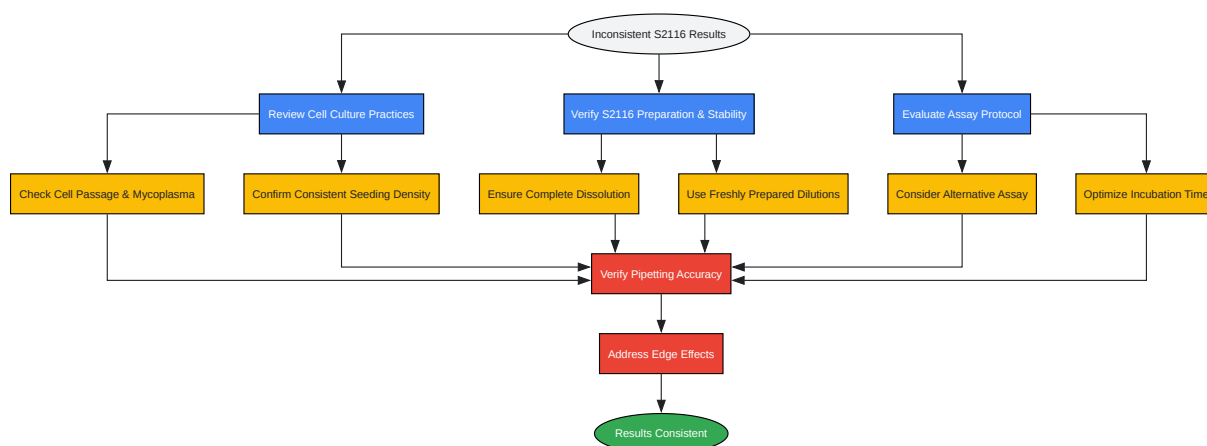 Inconsistent S2116 Results
Review Cell Culture Practices
Verify S2116 Preparation & Stability
Evaluate Assay Protocol
Check Cell Passage & Mycoplasma
Confirm Consistent Seeding Density
Ensure Complete Dissolution
Use Freshly Prepared Dilutions
Consider Alternative Assay
Optimize Incubation Time
Verify Pipetting Accuracy
Address Edge Effects
Results Consistent